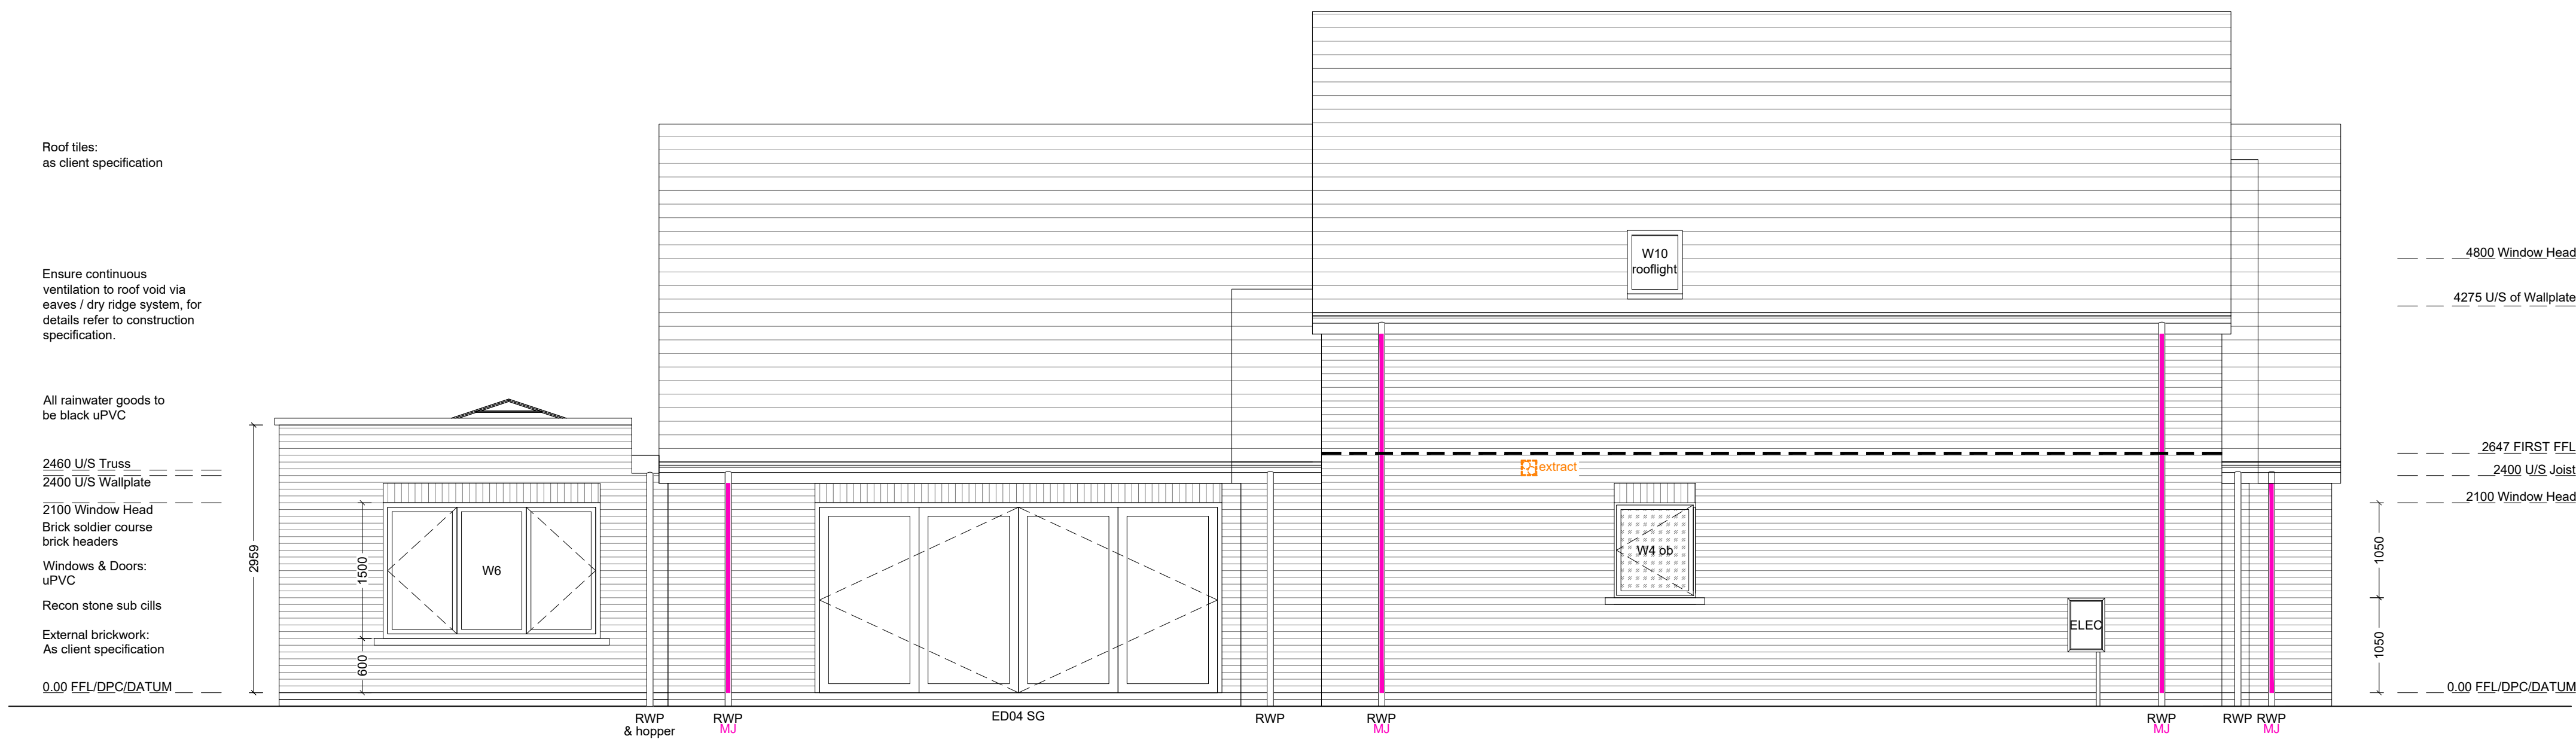 Roof tiles:
as client specification
Ensure continuous
ventilation to roof void via
eaves / dry ridge system, for
details refer to construction
specification.
All rainwater goods to
be black uPVC
2460 U/S Truss
2400 U/S Wallplate
2100 Window Head
Brick soldier course
brick headers
Windows & Doors:
uPVC
Recon stone sub cills
External brickwork:
As client specification
0.00 FFL/DPC/DATUM
2959
1500
600
W6
RWP
& hopper
RWP
MJ
ED04 SG
RWP
W10
rooflight
extract
W4 ob
ELEC
RWP
MJ
RWP
MJ
RWP
RWP
MJ
4800 Window Head
4275 U/S of Wallplate
2647 FIRST FFL
2400 U/S Joist
2100 Window Head
1050
1050
0.00 FFL/DPC/DATUM